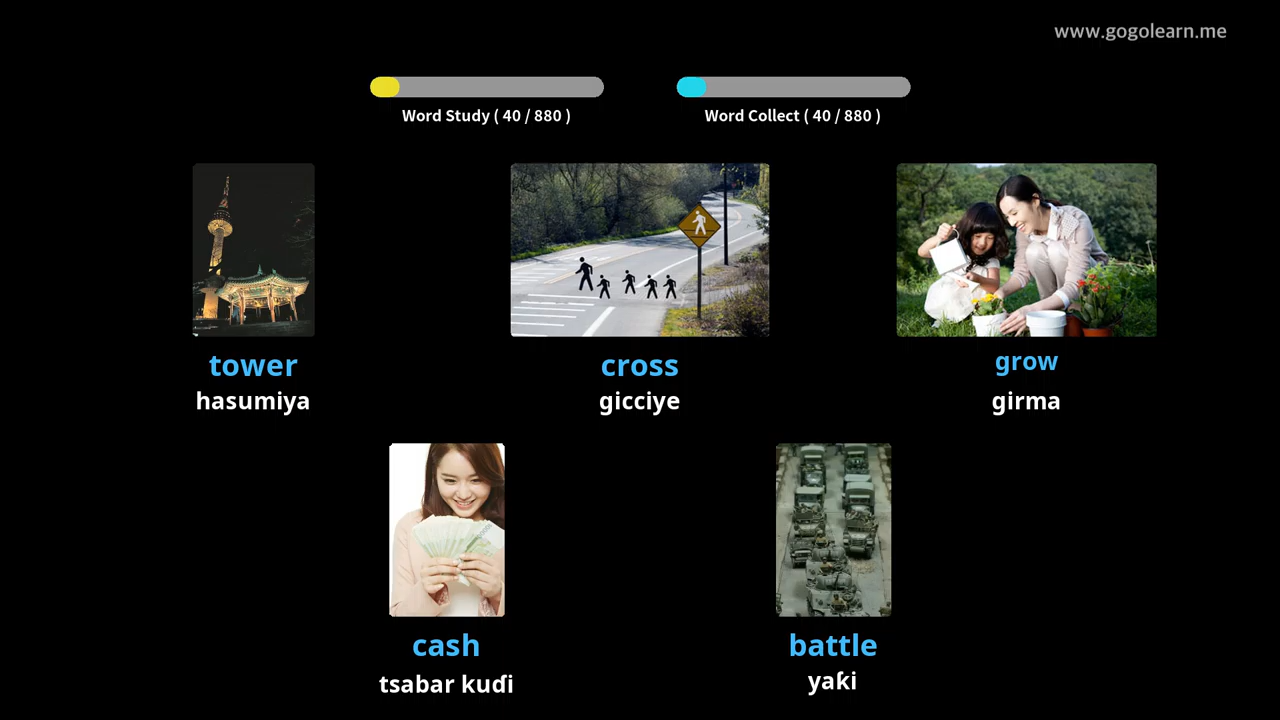 www.gogolearn.me
Word Study ( 40 / 880 )
Word Collect ( 40 / 880 )
tower
hasumiya
cross
gicciye
grow
girma
cash
tsabar kuɗi
battle
yaƙi